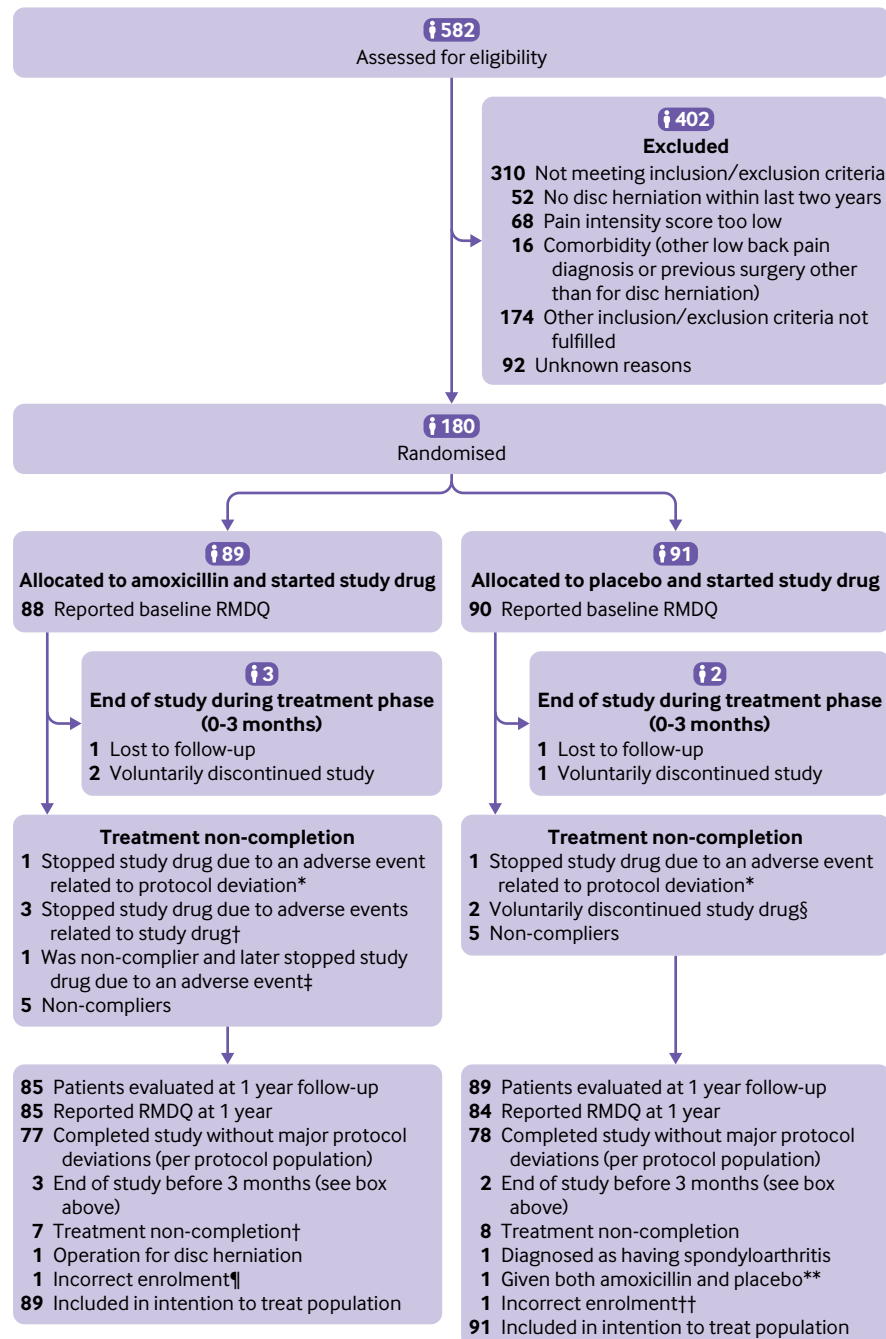 582
Assessed for eligibility
402
Excluded
310 Not meeting inclusion/exclusion criteria
52 No disc herniation within last two years
68 Pain intensity score too low
16 Comorbidity (other low back pain
diagnosis or previous surgery other
than for disc herniation)
174 Other inclusion/exclusion criteria not
fulfilled
92 Unknown reasons
180
Randomised
89
Allocated to amoxicillin and started study drug
88 Reported baseline RMDQ
91
Allocated to placebo and started study drug
90 Reported baseline RMDQ
3
End of study during treatment phase
(0-3 months)
1 Lost to follow-up
2 Voluntarily discontinued study
2
End of study during treatment phase
(0-3 months)
1 Lost to follow-up
1 Voluntarily discontinued study
Treatment non-completion
1 Stopped study drug due to an adverse event
related to protocol deviation*
3 Stopped study drug due to adverse events
related to study drug†
1 Was non-complier and later stopped study
drug due to an adverse event‡
5 Non-compliers
Treatment non-completion
1 Stopped study drug due to an adverse event
related to protocol deviation*
2 Voluntarily discontinued study drug§
5 Non-compliers
85 Patients evaluated at 1 year follow-up
85 Reported RMDQ at 1 year
77 Completed study without major protocol
deviations (per protocol population)
3 End of study before 3 months (see box
above)
7 Treatment non-completion†
1 Operation for disc herniation
1 Incorrect enrolment¶
89 Included in intention to treat population
89 Patients evaluated at 1 year follow-up
84 Reported RMDQ at 1 year
78 Completed study without major protocol
deviations (per protocol population)
2 End of study before 3 months (see box
above)
8 Treatment non-completion
1 Diagnosed as having spondyloarthritis
1 Given both amoxicillin and placebo**
1 Incorrect enrolment††
91 Included in intention to treat population